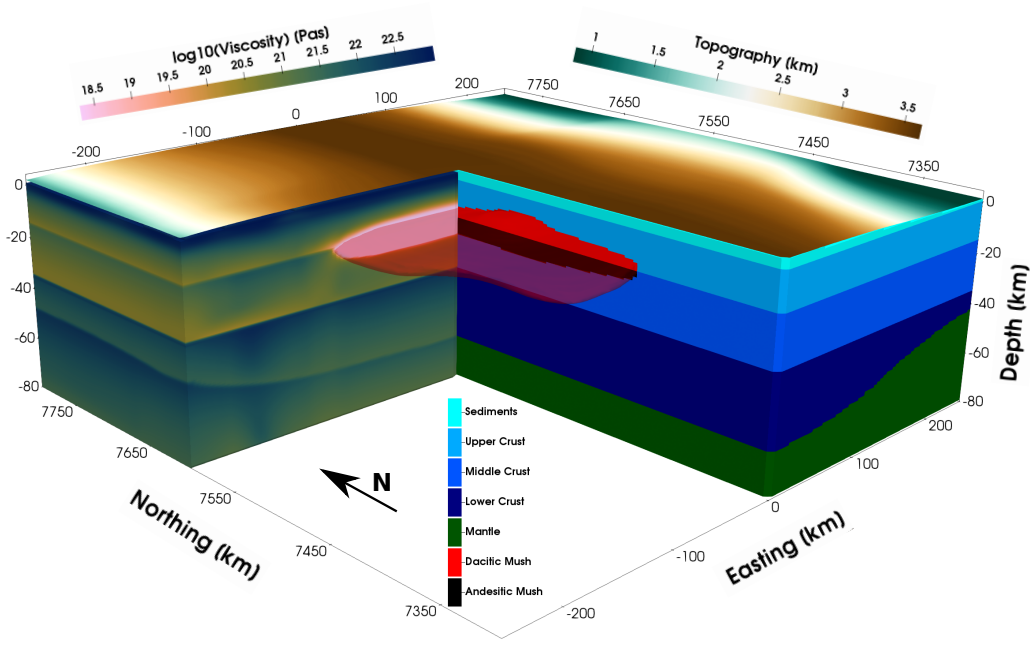 log10(Viscosity) (Pas)
18.5 19 19.5 20 20.5 21 21.5 22 22.5
Topography (km)
1 1.5 2 2.5 3 3.5
-200 -100 0 100 200
7750 7650 7550 7450 7350
0
-20
-40
-60
-80
0
-20
-40
-60
-80
Depth (km)
7750
7650
7550
7450
7350
Northing (km)
N
Sediments
Upper Crust
Middle Crust
Lower Crust
Mantle
Dacitic Mush
Andesitic Mush
200
100
0
-100
-200
Easting (km)